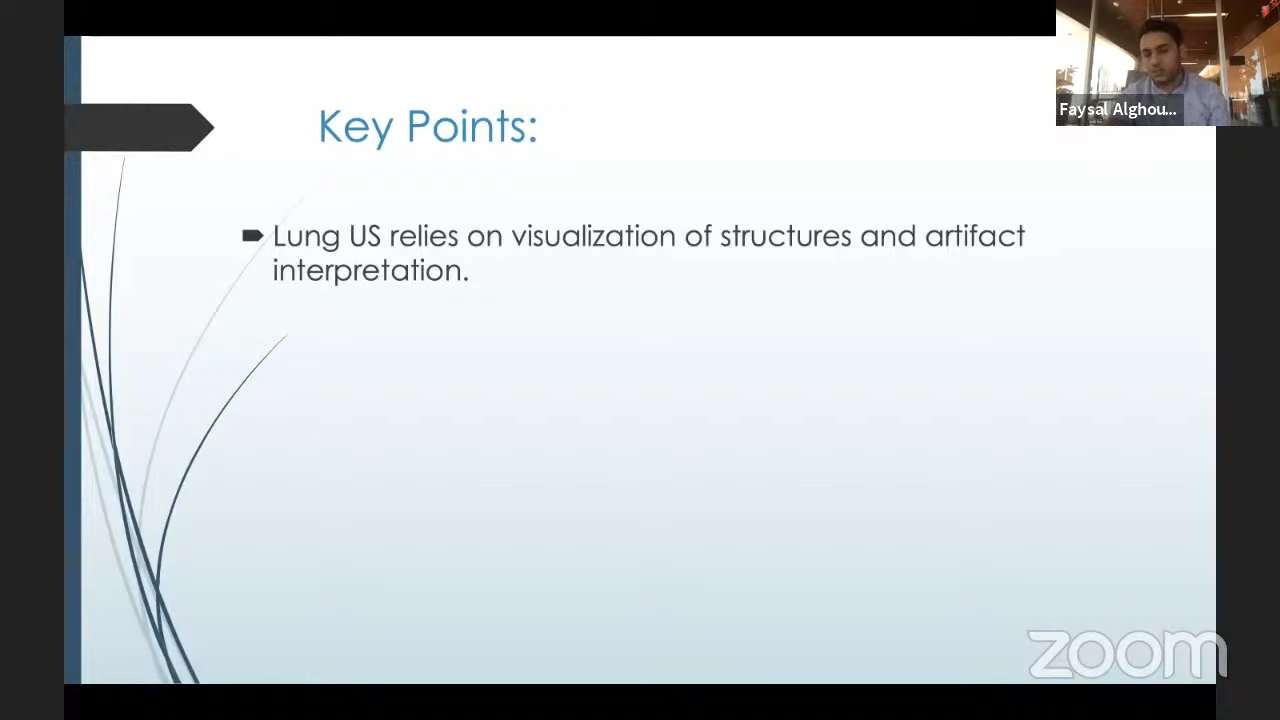 Faysal Alghou...
Key Points:
Lung US relies on visualization of structures and artifact
interpretation.
zoom